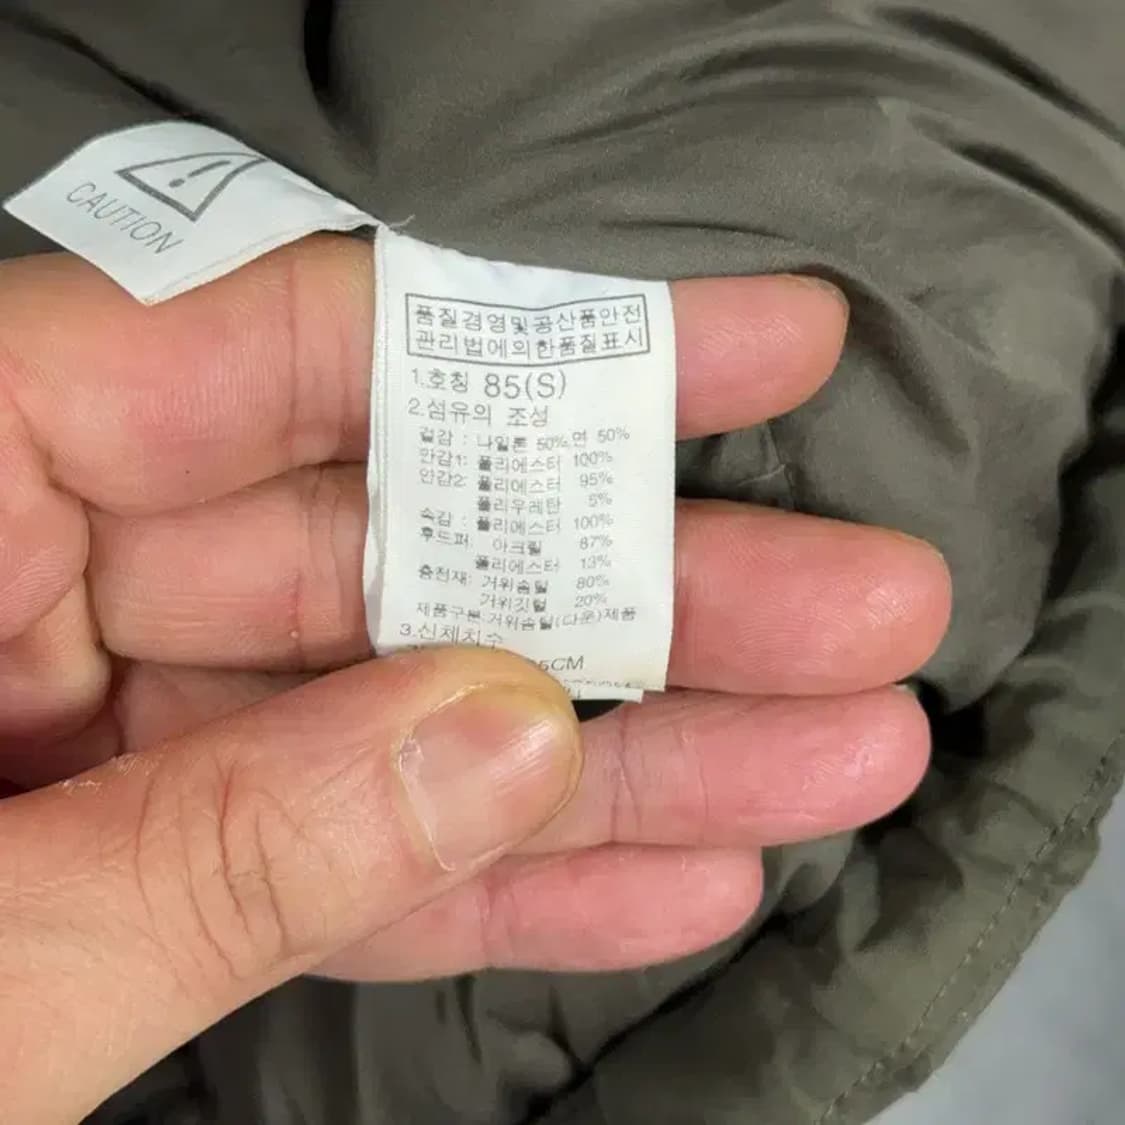 CAUTION
품질경영및공산품안전
관리법에의한품질표시
1.호칭 85(S)
2.섬유의 조성
겉감 : 나일론 50% 면 50%
안감1: 폴리에스터 100%
안감2: 폴리에스터 95%
폴리우레탄 5%
속감 : 폴리에스터 100%
후드퍼: 아크릴 87%
폴리에스터 13%
충전재: 거위솜털 80%
거위깃털 20%
제품구분:거위솜털(다운)제품
3.신체치수
5CM